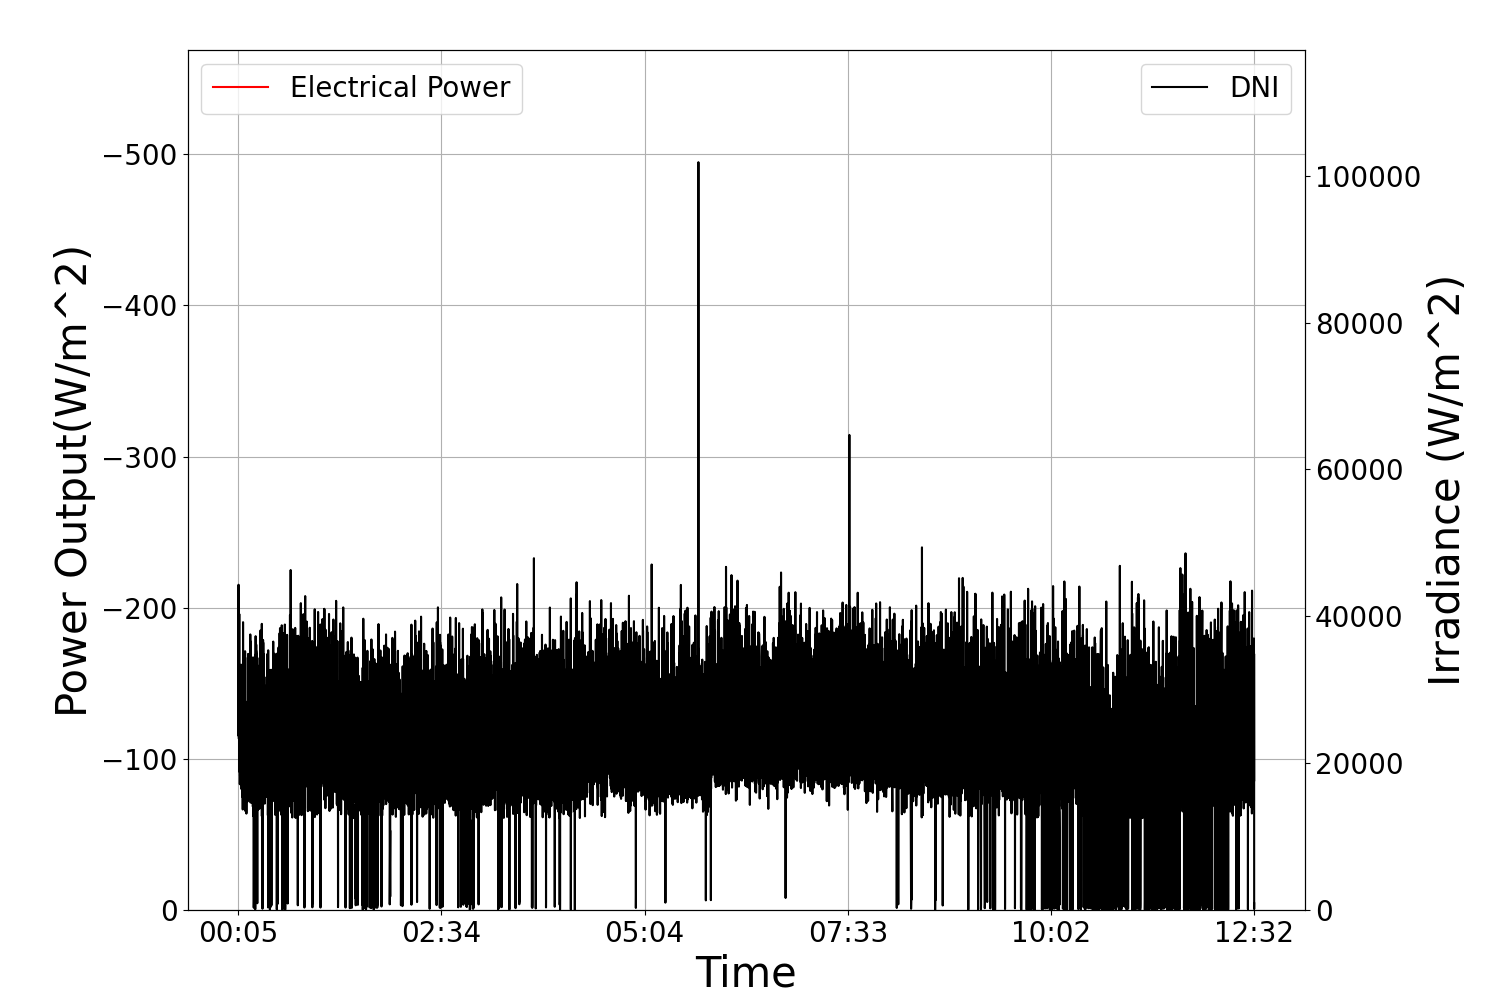 Electrical Power
DNI
−500
−400
−300
−200
−100
0
Power Output(W/m^2)
100000
80000
60000
40000
20000
0
Irradiance (W/m^2)
00:05 02:34 05:04 07:33 10:02 12:32
Time